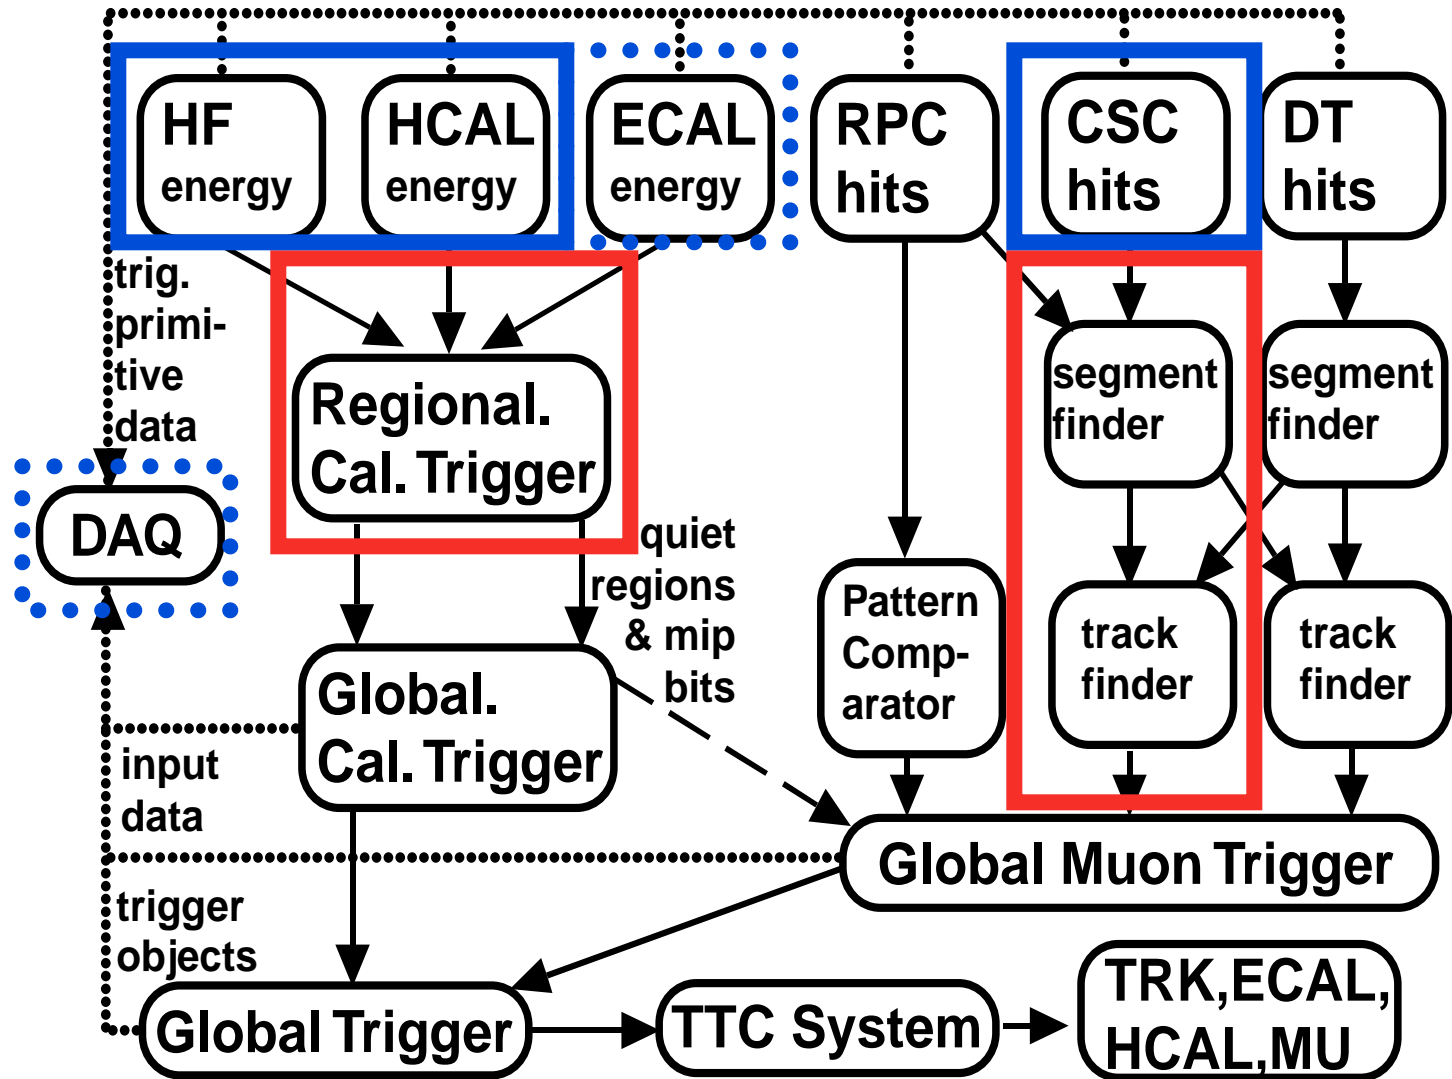 HF
energy
HCAL
energy
ECAL
energy
RPC
hits
CSC
hits
DT
hits
trig.
primi-
tive
data
segment
finder
segment
finder
Regional.
Cal. Trigger
DAQ
quiet
regions
& mip
bits
Pattern
Comp-
arator
track
finder
track
finder
Global.
Cal. Trigger
input
data
Global Muon Trigger
trigger
objects
Global Trigger
TTC System
TRK,ECAL,
HCAL,MU